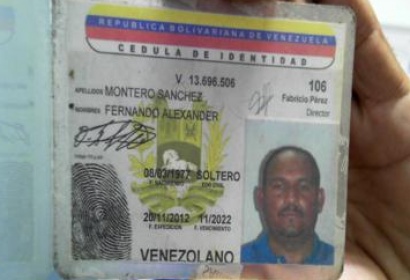 REPUBLICA BOLIVARIANA DE VENEZUELA
CEDULA DE IDENTIDAD
V. 13.696.506
106
APELLIDOS MONTERO SANCHEZ
Fabricio Pérez
Director
NOMBRES FERNANDO ALEXANDER
08/03/1977 SOLTERO
F. NACIMIENTO EDO CIVIL
20/11/2012 11/2022
F. EXPEDICION F. VENCIMIENTO
VENEZOLANO